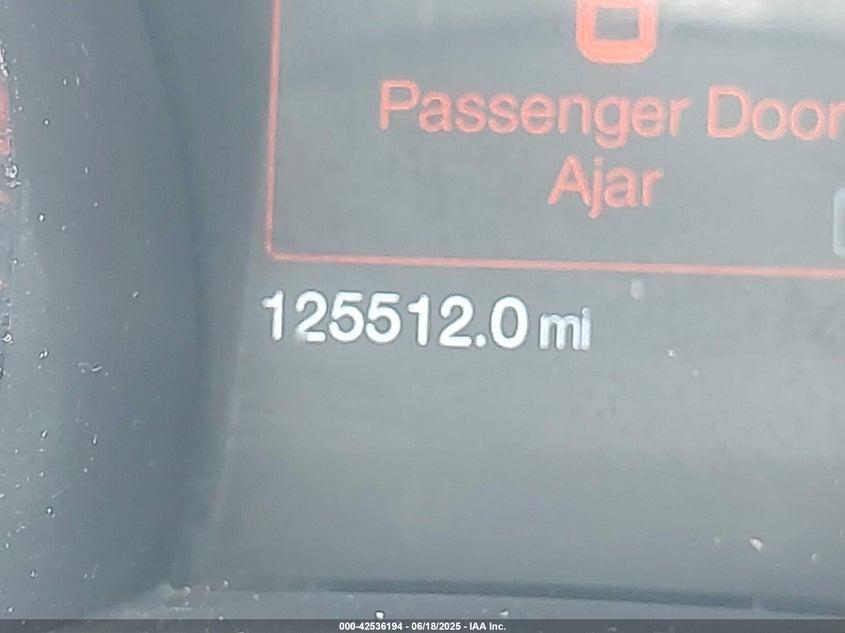 Passenger Door
Ajar
125512.0 mi
000-42536194 - 06/18/2025 - IAA Inc.